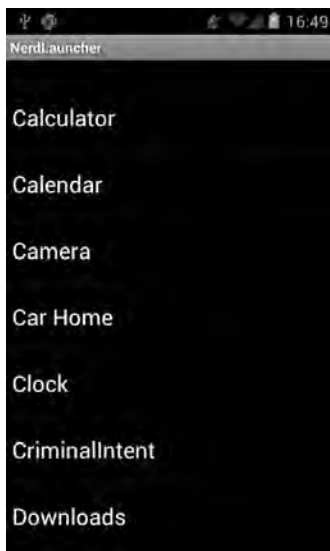 16:49
NerdLauncher
Calculator
Calendar
Camera
Car Home
Clock
CriminalIntent
Downloads